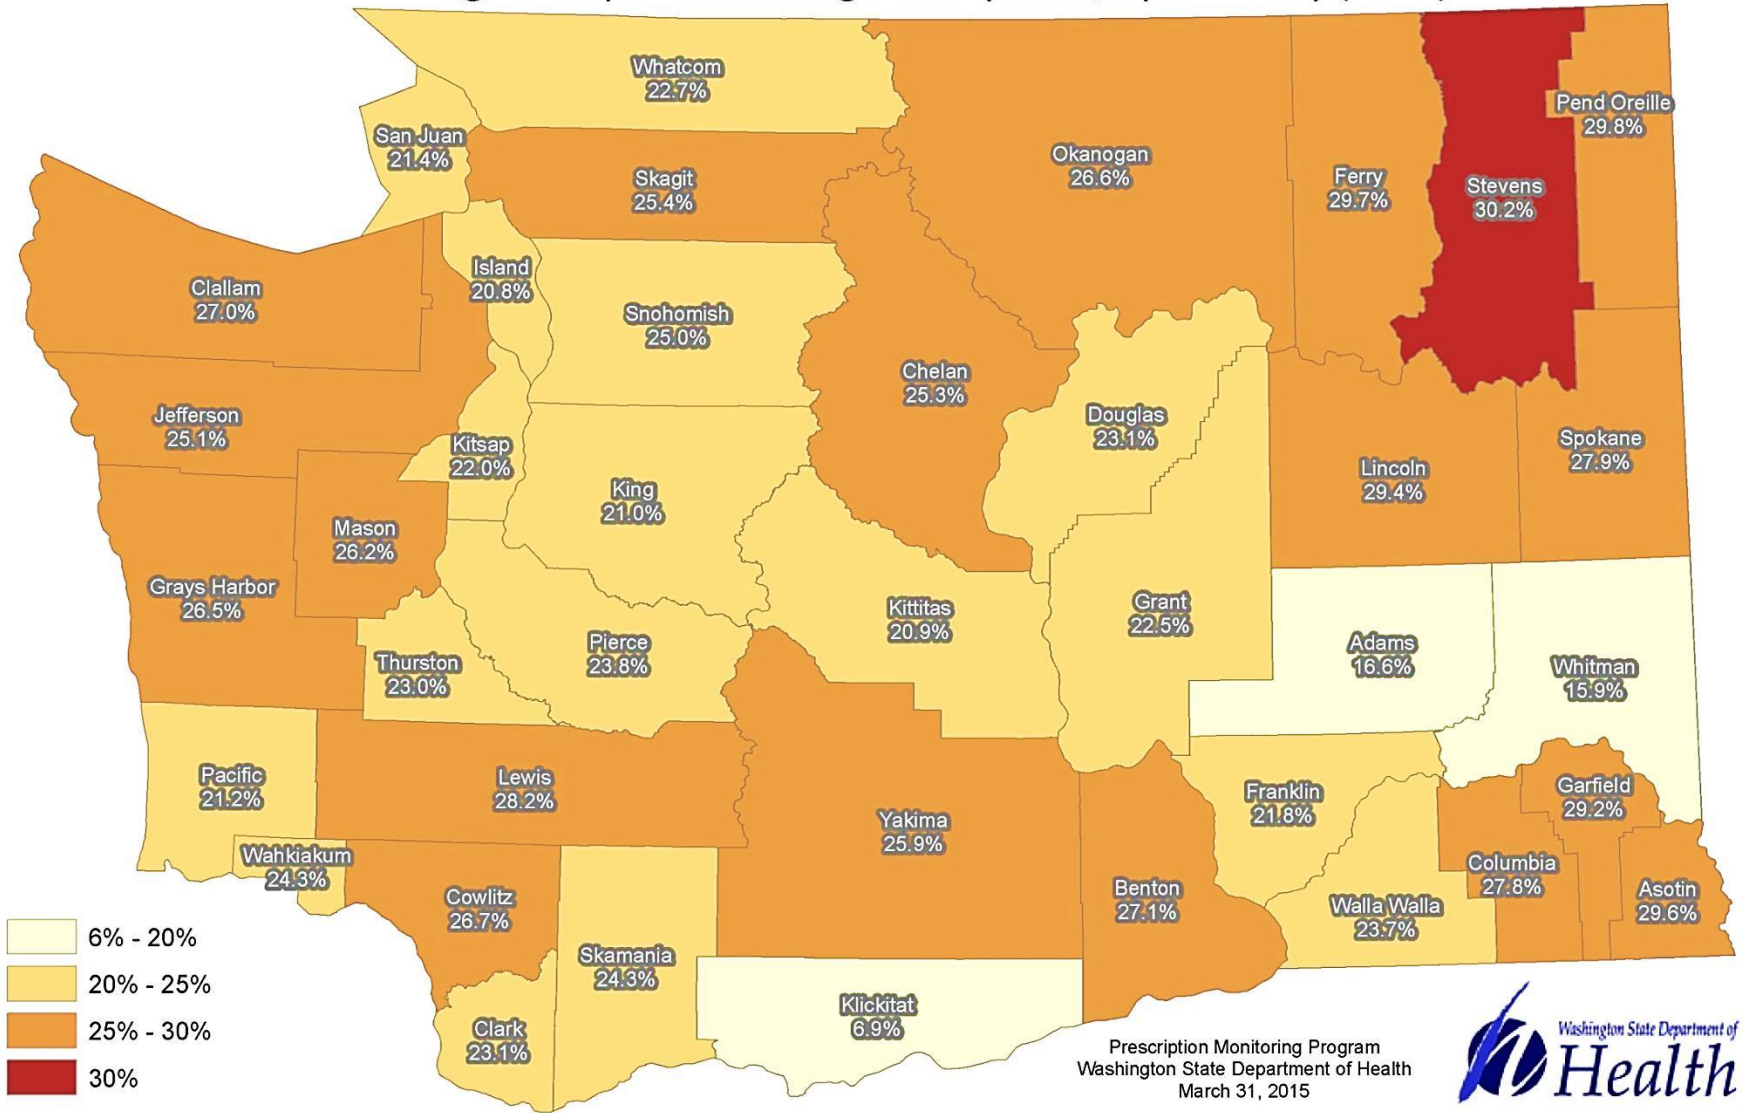 Whatcom
22.7%
San Juan
21.4%
Skagit
25.4%
Okanogan
26.6%
Ferry
29.7%
Stevens
30.2%
Pend Oreille
29.8%
Clallam
27.0%
Island
20.8%
Snohomish
25.0%
Chelan
25.3%
Jefferson
25.1%
Kitsap
22.0%
King
21.0%
Douglas
23.1%
Lincoln
29.4%
Spokane
27.9%
Mason
26.2%
Grays Harbor
26.5%
Thurston
23.0%
Pierce
23.8%
Kittitas
20.9%
Grant
22.5%
Adams
16.6%
Whitman
15.9%
Pacific
21.2%
Lewis
28.2%
Yakima
25.9%
Franklin
21.8%
Garfield
29.2%
Wahkiakum
24.3%
Cowlitz
26.7%
Benton
27.1%
Walla Walla
23.7%
Columbia
27.8%
Asotin
29.6%
Skamania
24.3%
Klickitat
6.9%
Clark
23.1%
6% - 20%
20% - 25%
25% - 30%
30%
Prescription Monitoring Program
Washington State Department of Health
March 31, 2015
Washington State Department of
Health